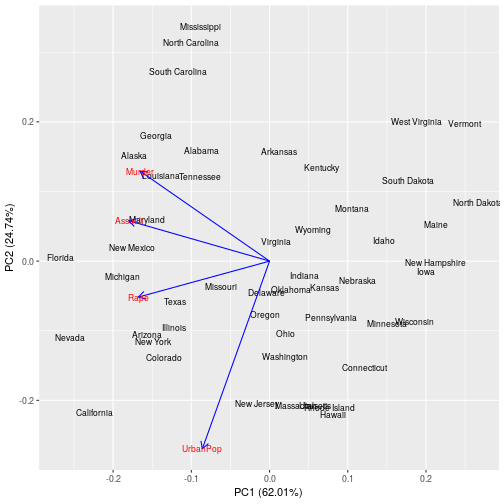 Mississippi
North Carolina
South Carolina
0.2
West Virginia
Vermont
Georgia
Alabama
Arkansas
Alaska
Kentucky
Murder
Louisiana
Tennessee
South Dakota
North Dakota
Montana
Assault
Maryland
Maine
Wyoming
Virginia
Idaho
New Mexico
0.0
Florida
New Hampshire
Iowa
Michigan
Indiana
Nebraska
Missouri
Kansas
Oklahoma
Delaware
Rape
Texas
Oregon
Pennsylvania
Wisconsin
Minnesota
Illinois
Arizona
Ohio
Nevada
New York
Colorado
Washington
Connecticut
-0.2
New Jersey
Massachusetts
Rhode Island
California
Hawaii
UrbanPop
-0.2
-0.1
0.0
0.1
0.2
PC1 (62.01%)
PC2 (24.74%)